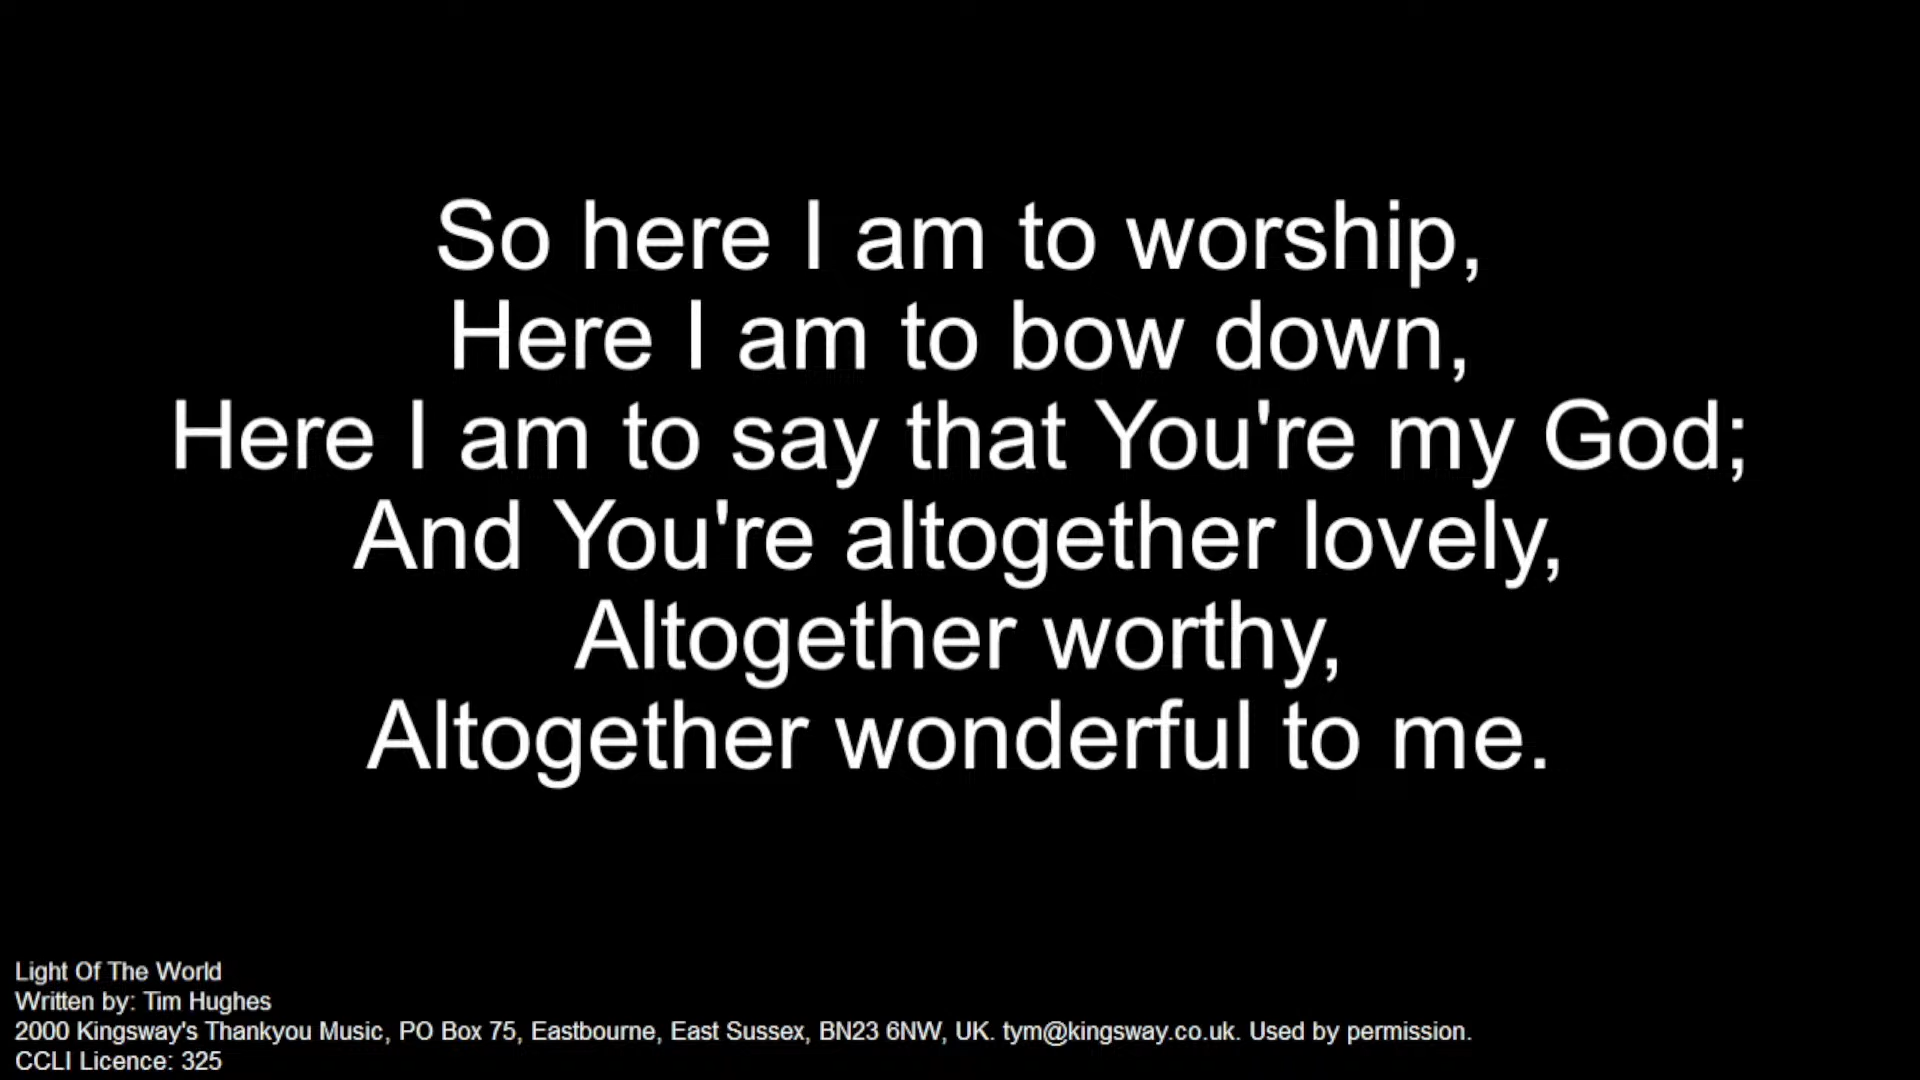 So here I am to worship,
Here I am to bow down,
Here I am to say that You're my God;
And You're altogether lovely,
Altogether worthy,
Altogether wonderful to me.
Light Of The World
Written by: Tim Hughes
2000 Kingsway's Thankyou Music, PO Box 75, Eastbourne, East Sussex, BN23 6NW, UK. tym@kingsway.co.uk. Used by permission.
CCLI Licence: 325